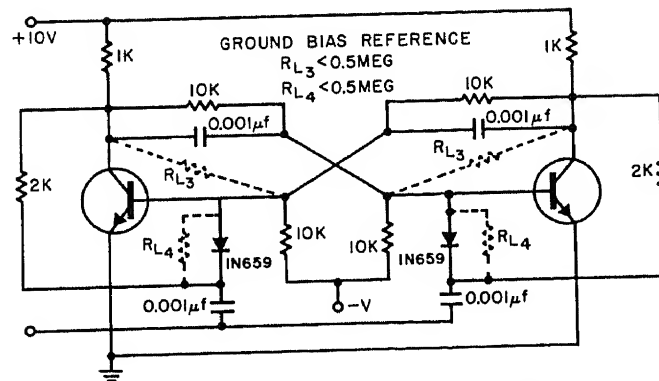 +10V
1K
GROUND BIAS REFERENCE
RL3 < 0.5MEG
RL4 < 0.5MEG
1K
10K
10K
0.001μf
0.001μf
RL3
RL3
2K
2K
RL4
10K
10K
RL4
1N659
1N659
0.001μf
-V
0.001μf